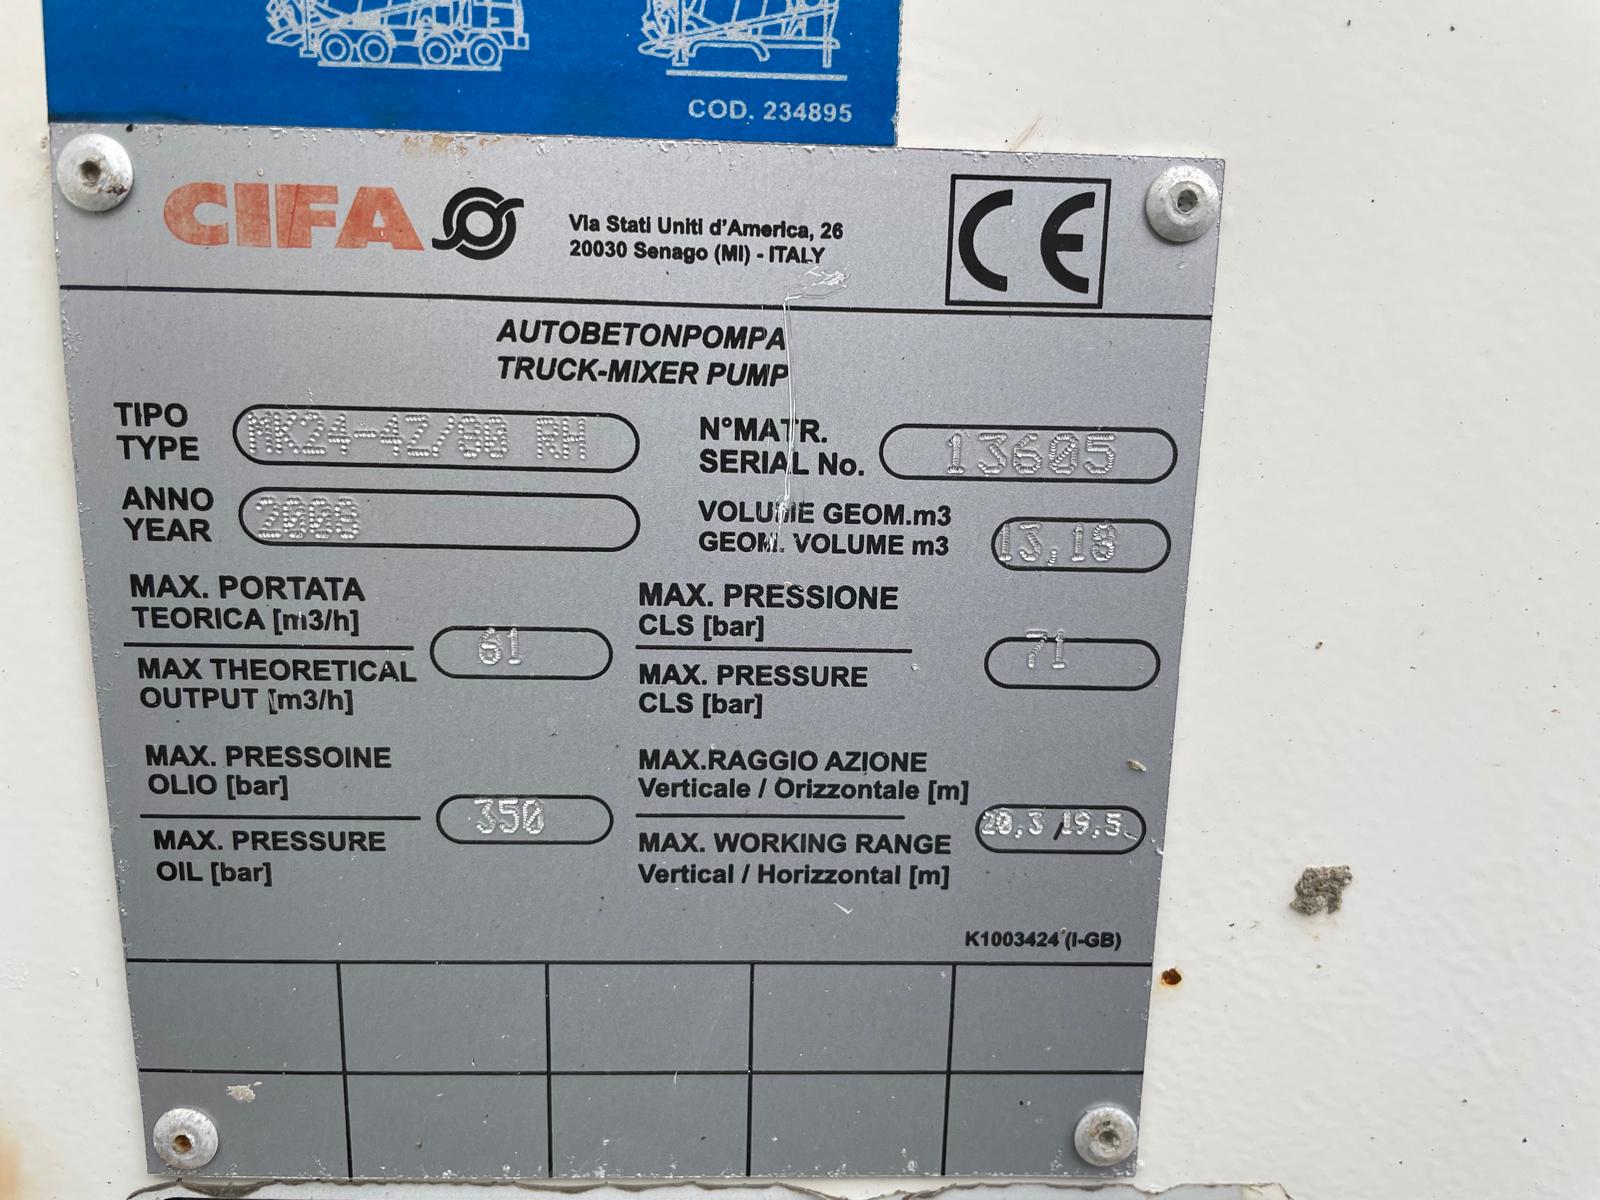 COD. 234895
CIFA
Via Stati Uniti d'America, 26
20030 Senago (MI) - ITALY
CE
AUTOBETONPOMPA
TRUCK-MIXER PUMP
TIPO
TYPE
MK24-4Z/80 RH
N°MATR.
SERIAL No.
13605
ANNO
YEAR
2008
VOLUME GEOM.m3
GEOM. VOLUME m3
13,18
MAX. PORTATA
TEORICA [m3/h]
MAX THEORETICAL
OUTPUT [m3/h]
61
MAX. PRESSIONE
CLS [bar]
MAX. PRESSURE
CLS [bar]
71
MAX. PRESSOINE
OLIO [bar]
MAX. PRESSURE
OIL [bar]
350
MAX.RAGGIO AZIONE
Verticale / Orizzontale [m]
MAX. WORKING RANGE
Vertical / Horizzontal [m]
20,3 /19,5
K1003424 (I-GB)